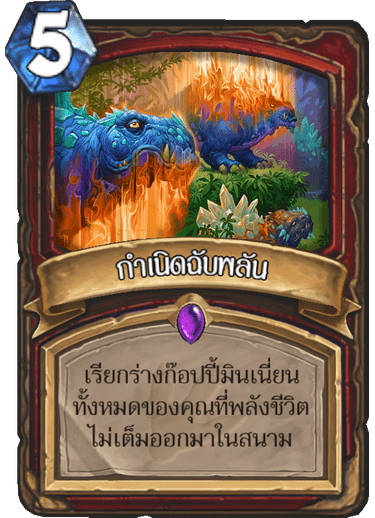 5
กำเนิดฉับพลัน
เรียกร่างก๊อปปี้มินเนี่ยน
ทั้งหมดของคุณที่พลังชีวิต
ไม่เต็มออกมาในสนาม